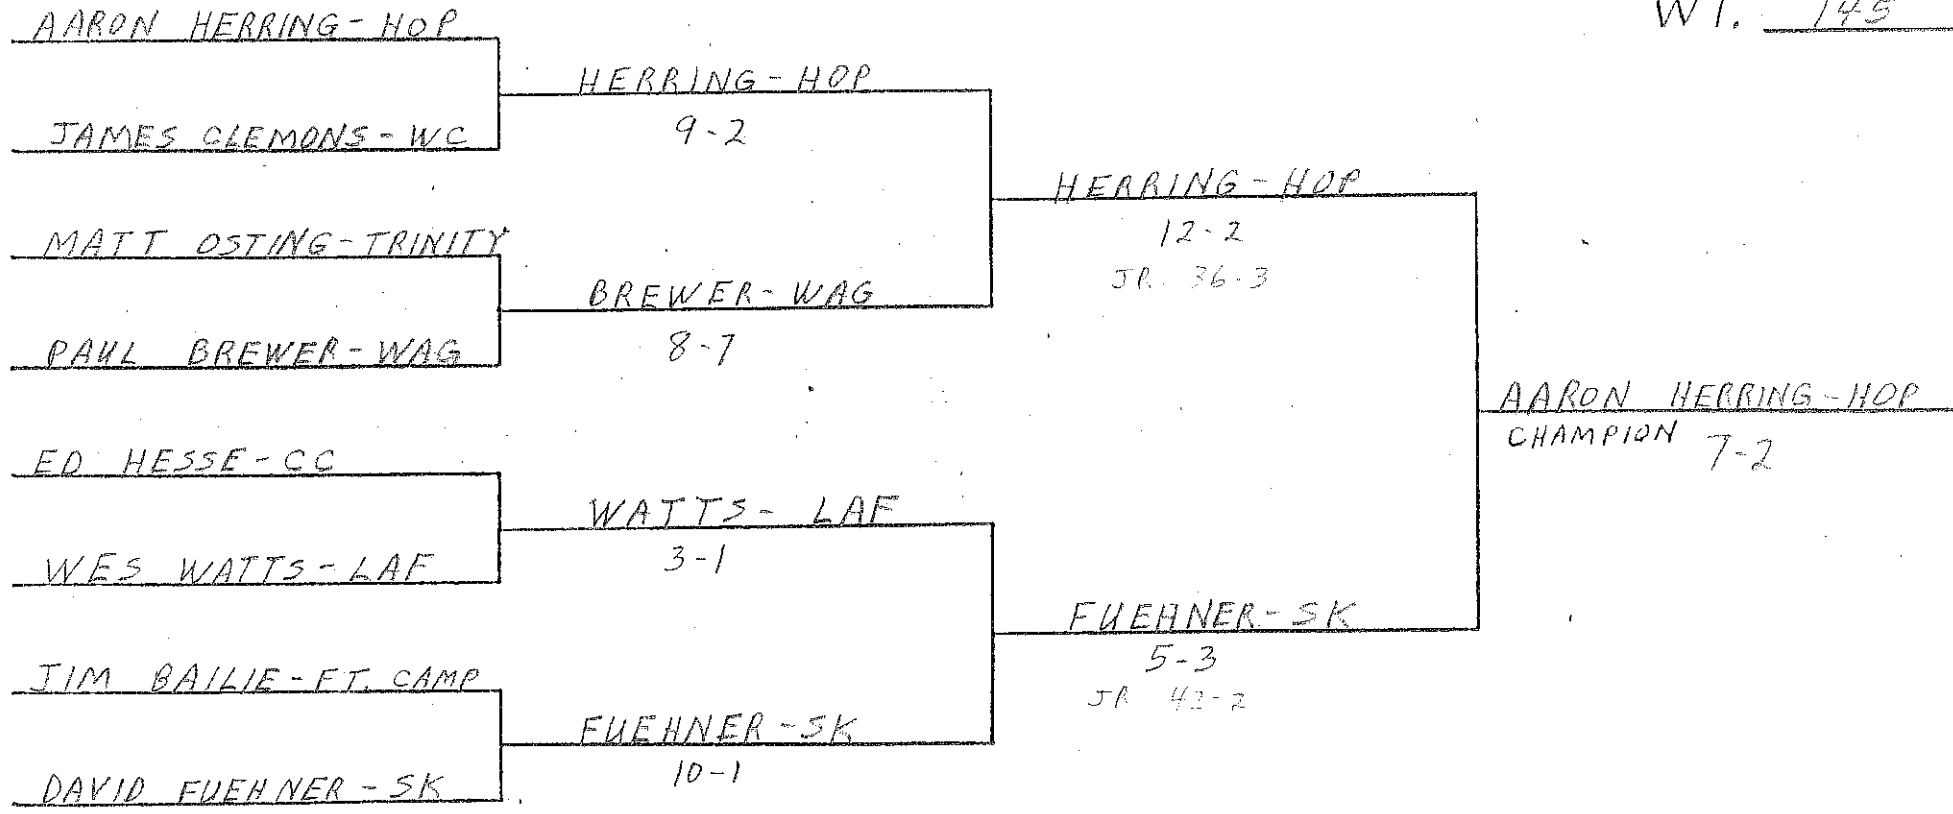 WT. 145
AARON HERRING-HOP
HERRING-HOP
9-2
JAMES CLEMONS-WC
HERRING-HOP
12-2
JR. 36-3
MATT OSTING-TRINITY
BREWER-WAG
8-7
PAUL BREWER-WAG
AARON HERRING-HOP
CHAMPION 7-2
ED HESSE-CC
WATTS-LAF
3-1
WES WATTS-LAF
FUEHNER-SK
5-3
JR 42-2
JIM BAILIE-FT. CAMP
FUEHNER-SK
10-1
DAVID FUEHNER-SK